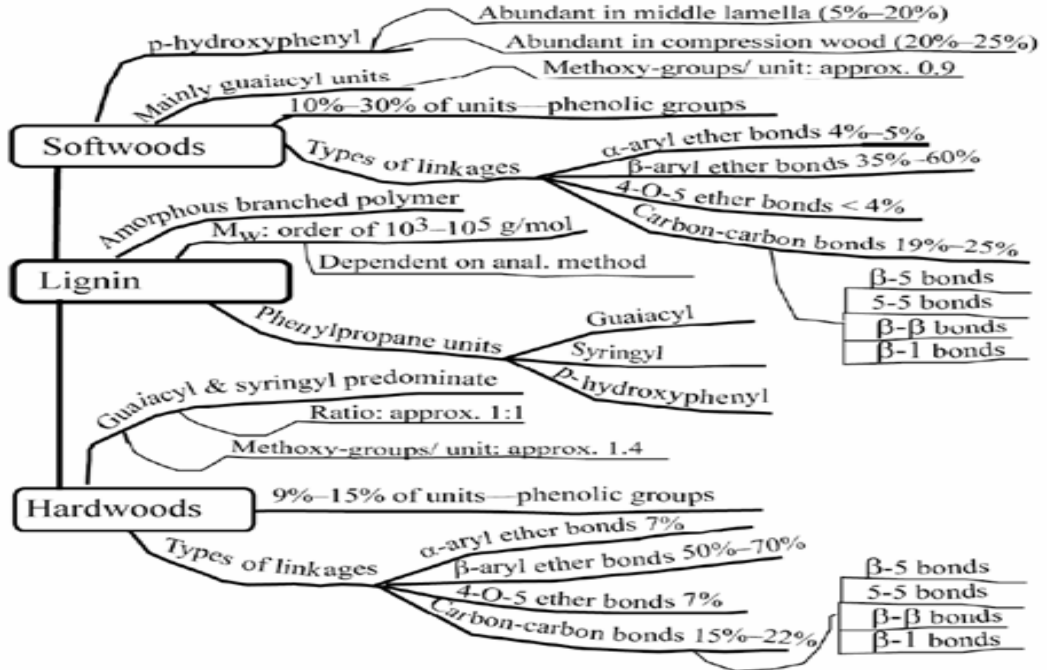 Abundant in middle lamella (5%–20%)
p-hydroxyphenyl
Abundant in compression wood (20%–25%)
Mainly guaiacyl units
Methoxy-groups/ unit: approx. 0.9
10%–30% of units—phenolic groups
Softwoods
Types of linkages
α-aryl ether bonds 4%–5%
β-aryl ether bonds 35%–60%
4-O-5 ether bonds < 4%
Carbon-carbon bonds 19%–25%
β-5 bonds
5-5 bonds
β-β bonds
β-1 bonds
Amorphous branched polymer
Mw: order of 10³–10⁵ g/mol
Dependent on anal. method
Lignin
Phenylpropane units
Guaiacyl
Syringyl
p-hydroxyphenyl
Guaiacyl & syringyl predominate
Ratio: approx. 1:1
Methoxy-groups/ unit: approx. 1.4
Hardwoods
9%–15% of units—phenolic groups
Types of linkages
α-aryl ether bonds 7%
β-aryl ether bonds 50%–70%
4-O-5 ether bonds 7%
Carbon-carbon bonds 15%–22%
β-5 bonds
5-5 bonds
β-β bonds
β-1 bonds